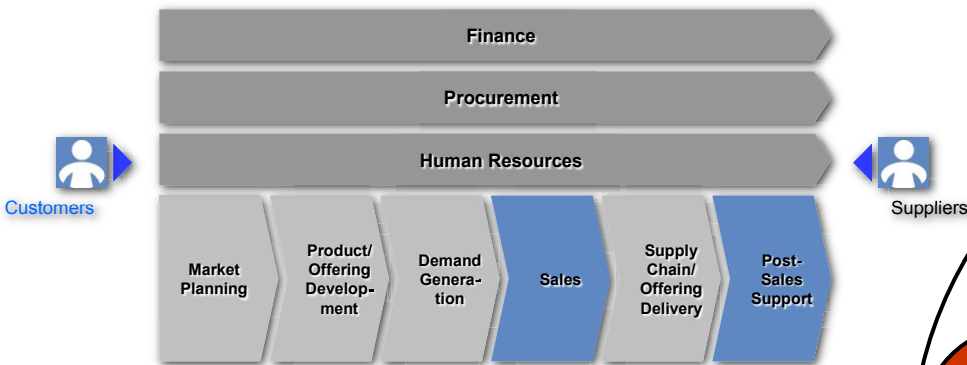 Finance
Procurement
Human Resources
Customers
Suppliers
Market
Planning
Product/
Offering
Develop-
ment
Demand
Genera-
tion
Sales
Supply
Chain/
Offering
Delivery
Post-
Sales
Support